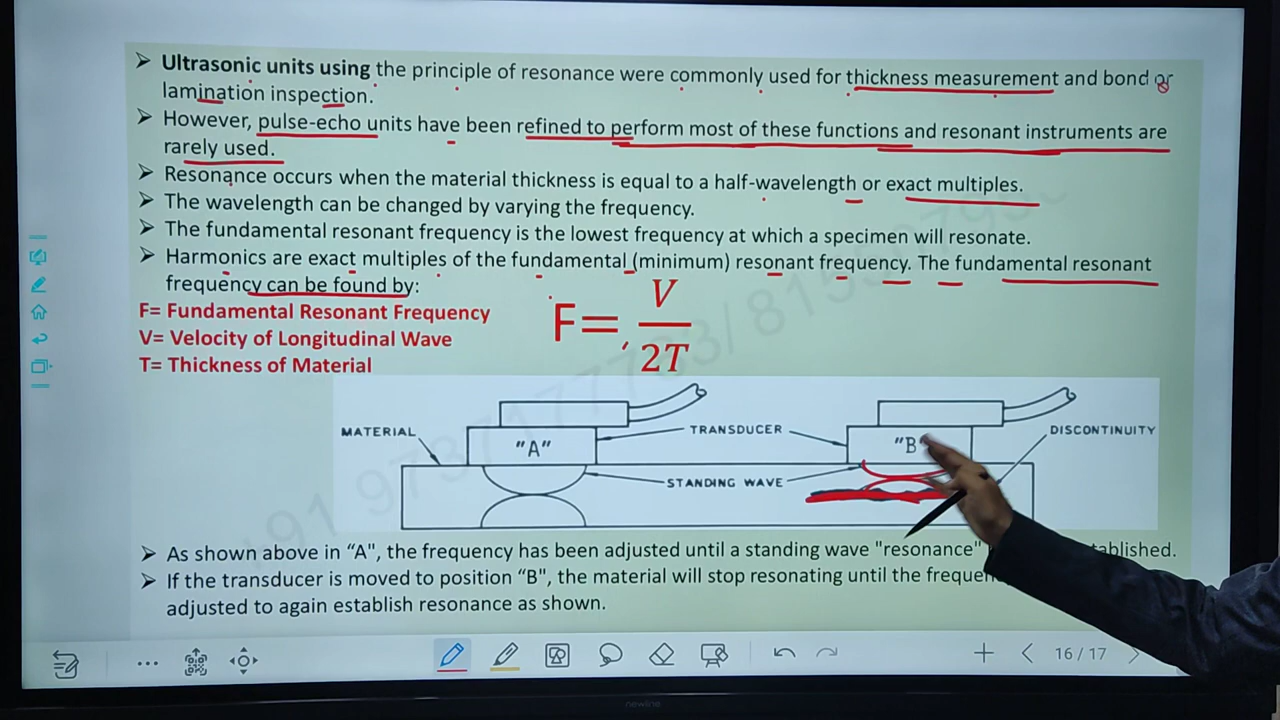 ➢ Ultrasonic units using the principle of resonance were commonly used for thickness measurement and bond or
lamination inspection.
➢ However, pulse-echo units have been refined to perform most of these functions and resonant instruments are
rarely used.
➢ Resonance occurs when the material thickness is equal to a half-wavelength or exact multiples.
➢ The wavelength can be changed by varying the frequency.
➢ The fundamental resonant frequency is the lowest frequency at which a specimen will resonate.
➢ Harmonics are exact multiples of the fundamental (minimum) resonant frequency. The fundamental resonant
frequency can be found by:
F= Fundamental Resonant Frequency
V= Velocity of Longitudinal Wave
T= Thickness of Material
F= V
2T
MATERIAL
"A"
TRANSDUCER
"B"
DISCONTINUITY
STANDING WAVE
➢ As shown above in “A", the frequency has been adjusted until a standing wave "resonance"
➢ If the transducer is moved to position “B", the material will stop resonating until the
adjusted to again establish resonance as shown.
16 / 17
newline